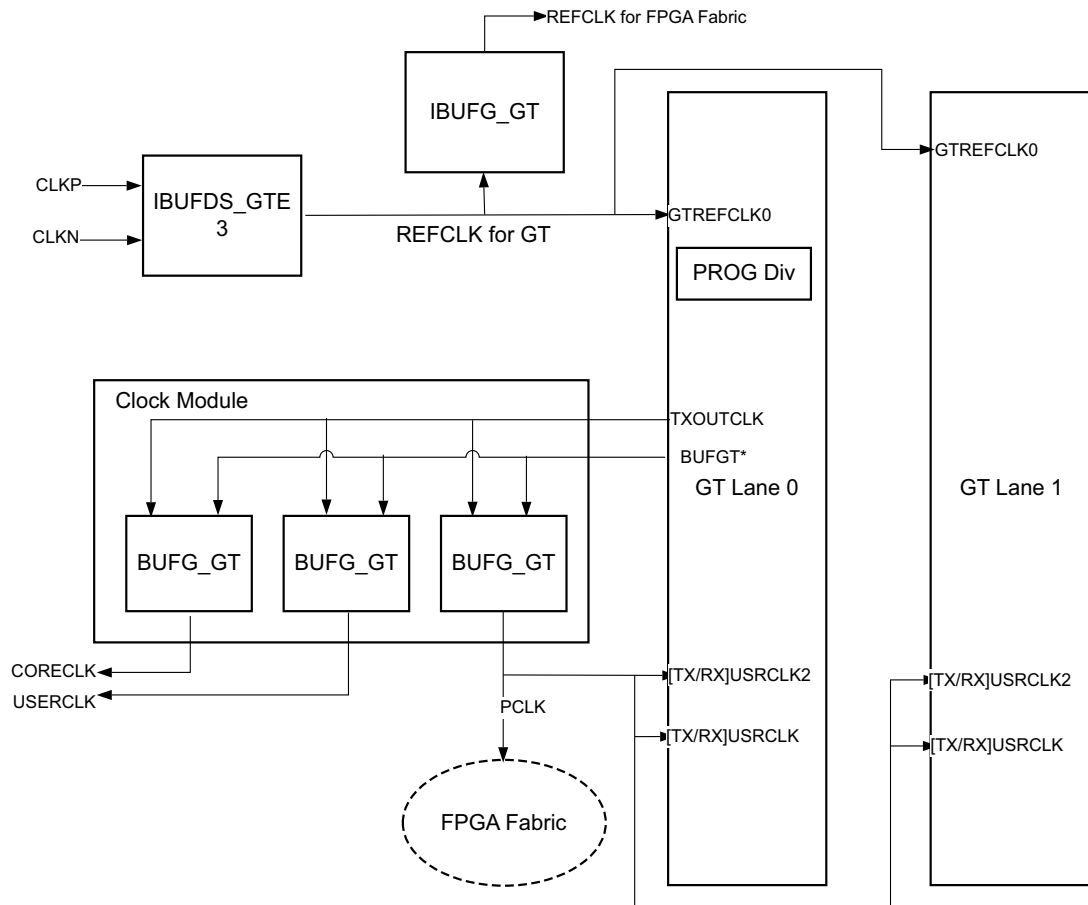 REFCLK for FPGA Fabric
IBUFG_GT
GTREFCLK0
CLKP
IBUFDS_GTE
3
CLKN
REFCLK for GT
GTREFCLK0
PROG Div
Clock Module
TXOUTCLK
BUFGT*
GT Lane 0
GT Lane 1
BUFG_GT
BUFG_GT
BUFG_GT
CORECLK
USERCLK
PCLK
[TX/RX]USRCLK2
[TX/RX]USRCLK2
[TX/RX]USRCLK
[TX/RX]USRCLK
FPGA Fabric